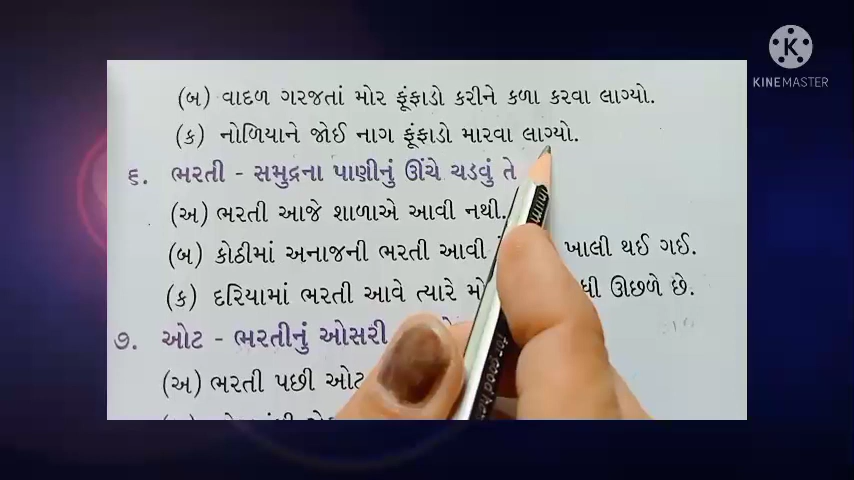 (બ) વાદળ ગરજતાં મોર ફૂંફાડો કરીને કળા કરવા લાગ્યો.
(ક) નોળિયાને જોઈ નાગ ફૂંફાડો મારવા લાગ્યો.
૬. ભરતી - સમુદ્રના પાણીનું ઊંચે ચડવું તે
(અ) ભરતી આજે શાળાએ આવી નથી.
(બ) કોઠીમાં અનાજની ભરતી આવી ખાલી થઈ ગઈ.
(ક) દરિયામાં ભરતી આવે ત્યારે ઊછળે છે.
૭. ઓટ - ભરતીનું ઓસરી
(અ) ભરતી પછી ઓટ
KINEMASTER